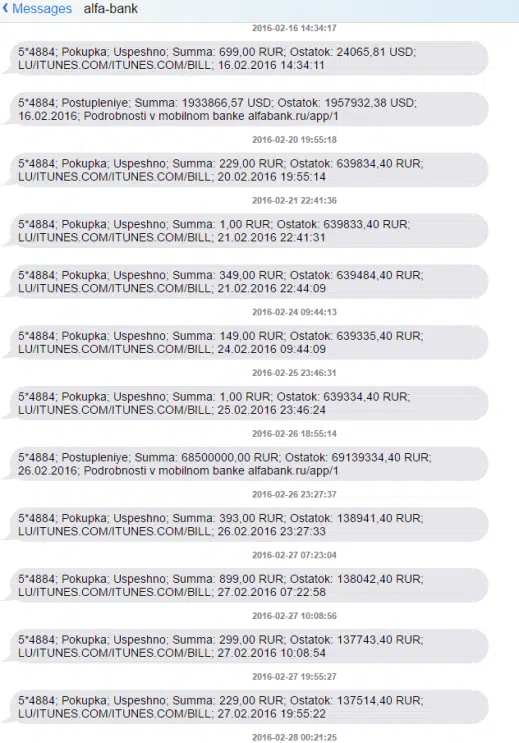 Messages alfa-bank
2016-02-16 14:34:17
5*4884; Pokupka; Uspeshno; Summa: 699,00 RUR; Ostatok: 24065,81 USD;
LU/ITUNES.COM/ITUNES.COM/BILL; 16.02.2016 14:34:11
5*4884; Postupleniye; Summa: 1933866,57 USD; Ostatok: 1957932,38 USD;
16.02.2016; Podrobnosti v mobilnom banke alfabank.ru/app/1
2016-02-20 19:55:18
5*4884; Pokupka; Uspeshno; Summa: 229,00 RUR; Ostatok: 639834,40 RUR;
LU/ITUNES.COM/ITUNES.COM/BILL; 20.02.2016 19:55:14
2016-02-21 22:41:36
5*4884; Pokupka; Uspeshno; Summa: 1,00 RUR; Ostatok: 639833,40 RUR;
LU/ITUNES.COM/ITUNES.COM/BILL; 21.02.2016 22:41:31
5*4884; Pokupka; Uspeshno; Summa: 349,00 RUR; Ostatok: 639484,40 RUR;
LU/ITUNES.COM/ITUNES.COM/BILL; 21.02.2016 22:44:09
2016-02-24 09:44:13
5*4884; Pokupka; Uspeshno; Summa: 149,00 RUR; Ostatok: 639335,40 RUR;
LU/ITUNES.COM/ITUNES.COM/BILL; 24.02.2016 09:44:09
2016-02-25 23:46:31
5*4884; Pokupka; Uspeshno; Summa: 1,00 RUR; Ostatok: 639334,40 RUR;
LU/ITUNES.COM/ITUNES.COM/BILL; 25.02.2016 23:46:24
2016-02-26 18:55:14
5*4884; Postupleniye; Summa: 68500000,00 RUR; Ostatok: 69139334,40 RUR;
26.02.2016; Podrobnosti v mobilnom banke alfabank.ru/app/1
2016-02-26 23:27:37
5*4884; Pokupka; Uspeshno; Summa: 393,00 RUR; Ostatok: 138941,40 RUR;
LU/ITUNES.COM/ITUNES.COM/BILL; 26.02.2016 23:27:33
2016-02-27 07:23:04
5*4884; Pokupka; Uspeshno; Summa: 899,00 RUR; Ostatok: 138042,40 RUR;
LU/ITUNES.COM/ITUNES.COM/BILL; 27.02.2016 07:22:58
2016-02-27 10:08:56
5*4884; Pokupka; Uspeshno; Summa: 299,00 RUR; Ostatok: 137743,40 RUR;
LU/ITUNES.COM/ITUNES.COM/BILL; 27.02.2016 10:08:54
2016-02-27 19:55:27
5*4884; Pokupka; Uspeshno; Summa: 229,00 RUR; Ostatok: 137514,40 RUR;
LU/ITUNES.COM/ITUNES.COM/BILL; 27.02.2016 19:55:22
2016-02-28 00:21:25